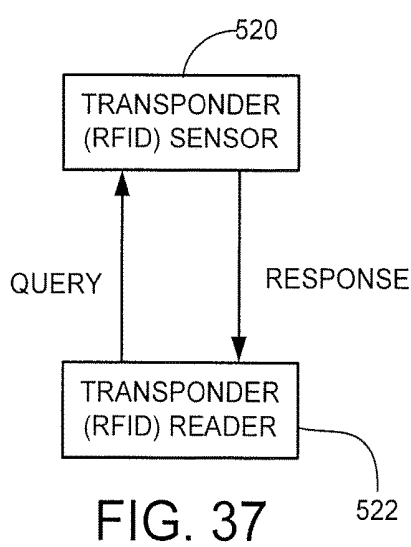 520
TRANSPONDER
(RFID) SENSOR
QUERY
RESPONSE
TRANSPONDER
(RFID) READER
522
FIG. 37